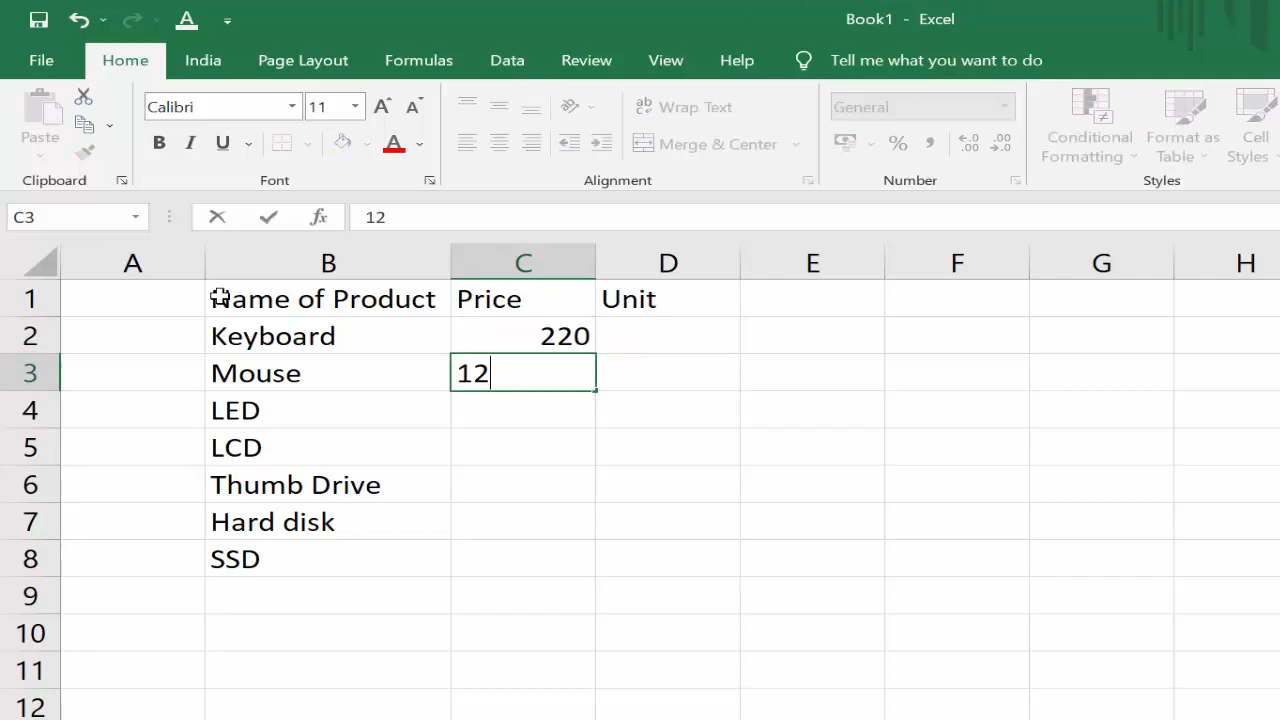 Book1 - Excel
File Home India Page Layout Formulas Data Review View Help Tell me what you want to do
Calibri 11 Wrap Text General
Paste B I U A Merge & Center % Conditional Formatting Format as Table Cell Styles
Clipboard Font Alignment Number Styles
C3 fx 12
A B C D E F G H
1 Name of Product Price Unit
2 Keyboard 220
3 Mouse 12
4 LED
5 LCD
6 Thumb Drive
7 Hard disk
8 SSD
9
10
11
12